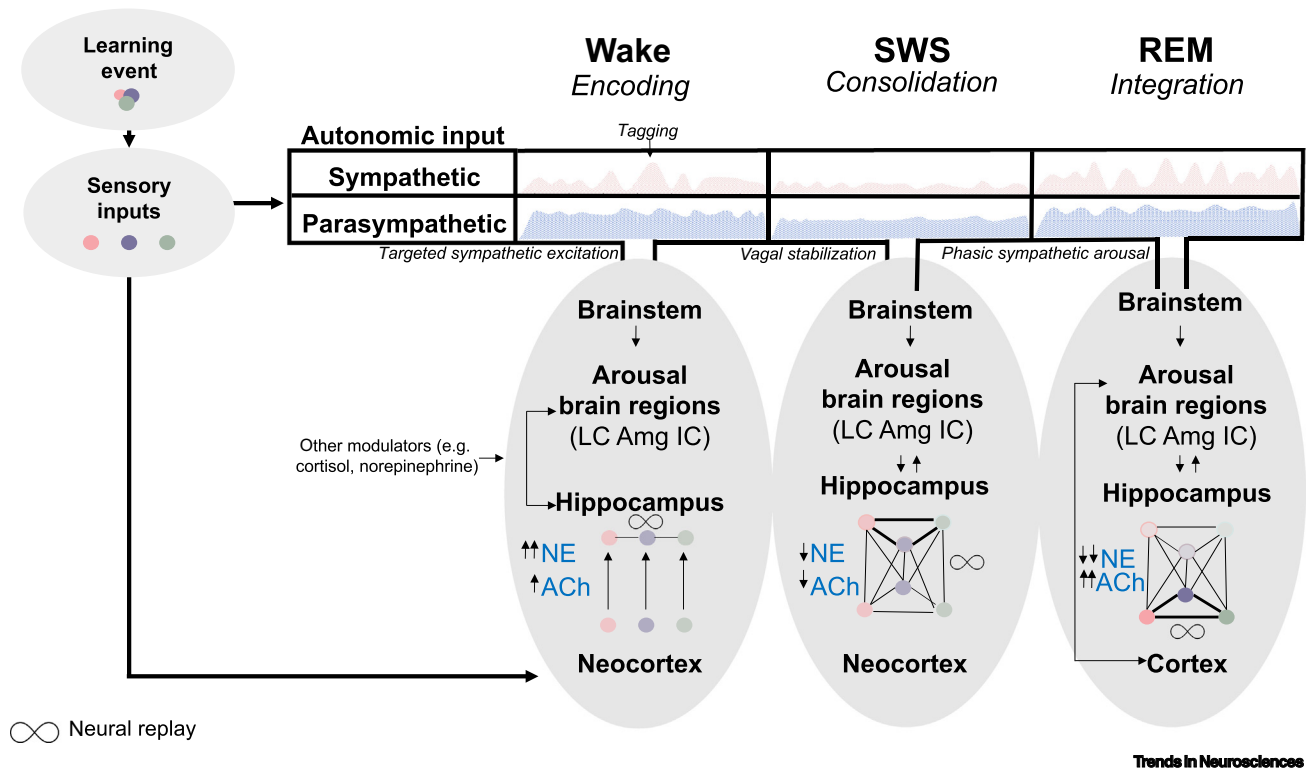 Learning
event
Sensory
inputs
Wake
Encoding
SWS
Consolidation
REM
Integration
Autonomic input
Tagging
Sympathetic
Parasympathetic
Targeted sympathetic excitation
Vagal stabilization
Phasic sympathetic arousal
Other modulators (e.g.
cortisol, norepinephrine)
Brainstem
Arousal
brain regions
(LC Amg IC)
Hippocampus
↑↑NE
↑ACh
Neocortex
Brainstem
Arousal
brain regions
(LC Amg IC)
Hippocampus
↓NE
↓ACh
Neocortex
Brainstem
Arousal
brain regions
(LC Amg IC)
Hippocampus
↓↓NE
↑↑ACh
Cortex
Neural replay
Trends in Neurosciences